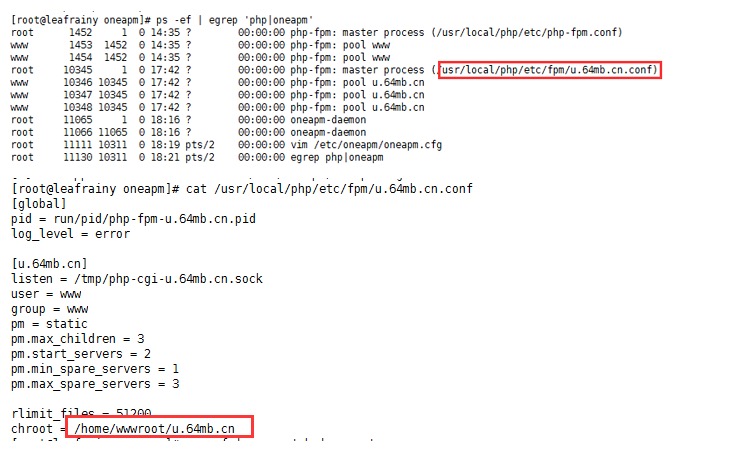 [root@leafrainy oneapm]# ps -ef | egrep 'php|oneapm'
root 1452 1 0 14:35 ? 00:00:00 php-fpm: master process (/usr/local/php/etc/php-fpm.conf)
www 1453 1452 0 14:35 ? 00:00:00 php-fpm: pool www
www 1454 1452 0 14:35 ? 00:00:00 php-fpm: pool www
root 10345 1 0 17:42 ? 00:00:00 php-fpm: master process (/usr/local/php/etc/fpm/u.64mb.cn.conf)
www 10346 10345 0 17:42 ? 00:00:00 php-fpm: pool u.64mb.cn
www 10347 10345 0 17:42 ? 00:00:00 php-fpm: pool u.64mb.cn
www 10348 10345 0 17:42 ? 00:00:00 php-fpm: pool u.64mb.cn
root 11065 1 0 18:16 ? 00:00:00 oneapm-daemon
root 11066 11065 0 18:16 ? 00:00:00 oneapm-daemon
root 11111 10311 0 18:19 pts/2 00:00:00 vim /etc/oneapm/oneapm.cfg
root 11130 10311 0 18:21 pts/2 00:00:00 egrep php|oneapm
[root@leafrainy oneapm]# cat /usr/local/php/etc/fpm/u.64mb.cn.conf
[global]
pid = run/pid/php-fpm-u.64mb.cn.pid
log_level = error
[u.64mb.cn]
listen = /tmp/php-cgi-u.64mb.cn.sock
user = www
group = www
pm = static
pm.max_children = 3
pm.start_servers = 2
pm.min_spare_servers = 1
pm.max_spare_servers = 3
rlimit_files = 51200
chroot = /home/wwwroot/u.64mb.cn